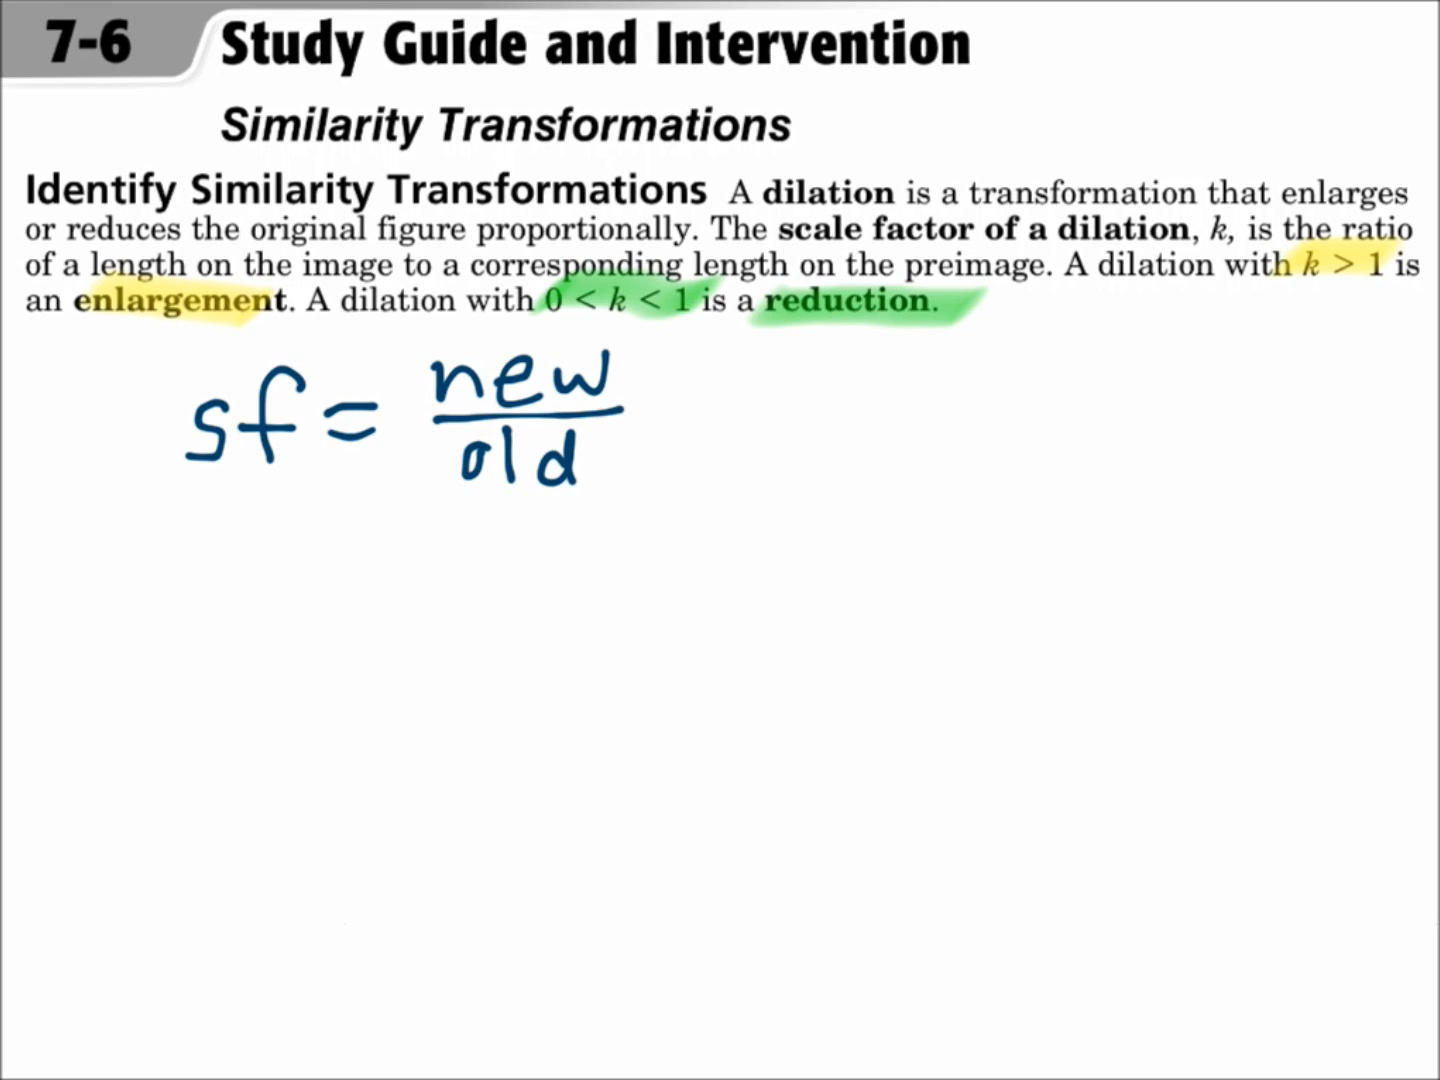 7-6 Study Guide and Intervention
Similarity Transformations
Identify Similarity Transformations A dilation is a transformation that enlarges
or reduces the original figure proportionally. The scale factor of a dilation, k, is the ratio
of a length on the image to a corresponding length on the preimage. A dilation with k > 1 is
an enlargement. A dilation with 0 < k < 1 is a reduction.
sf = new
old